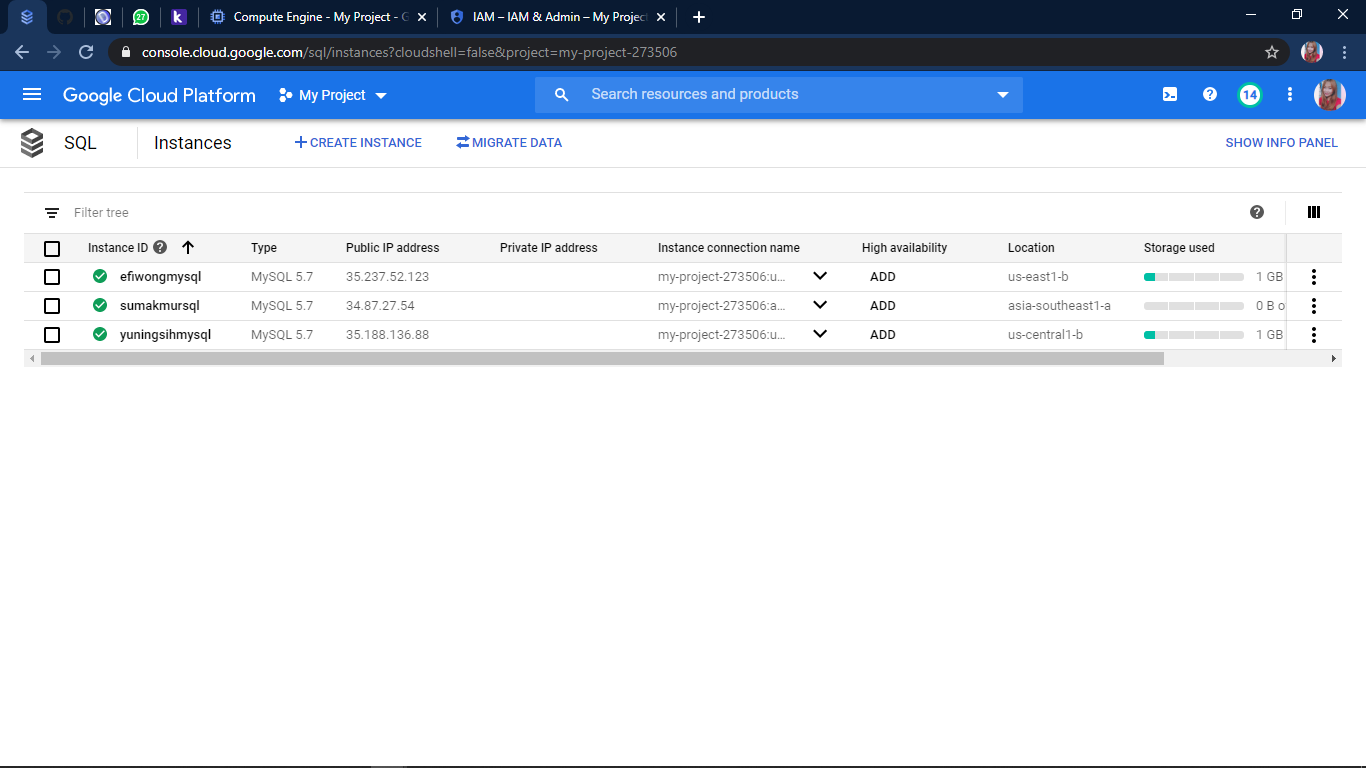 27 Compute Engine - My Project - G IAM – IAM & Admin – My Project
console.cloud.google.com/sql/instances?cloudshell=false&project=my-project-273506
Google Cloud Platform My Project Search resources and products 14
SQL Instances CREATE INSTANCE MIGRATE DATA SHOW INFO PANEL
Filter tree
Instance ID Type Public IP address Private IP address Instance connection name High availability Location Storage used
efiwongmysql MySQL 5.7 35.237.52.123 my-project-273506:u... ADD us-east1-b 1 GB
sumakmursql MySQL 5.7 34.87.27.54 my-project-273506:a... ADD asia-southeast1-a 0 B o
yuningsihmysql MySQL 5.7 35.188.136.88 my-project-273506:u... ADD us-central1-b 1 GB